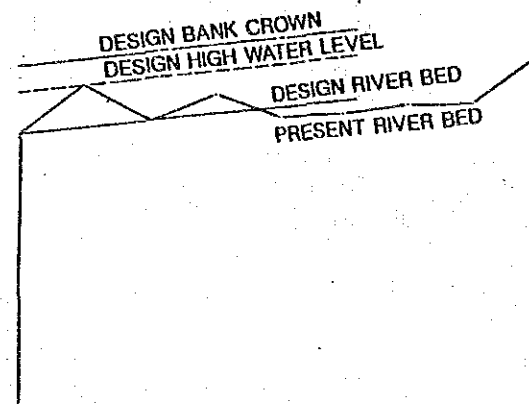 DESIGN BANK CROWN
DESIGN HIGH WATER LEVEL
DESIGN RIVER BED
PRESENT RIVER BED